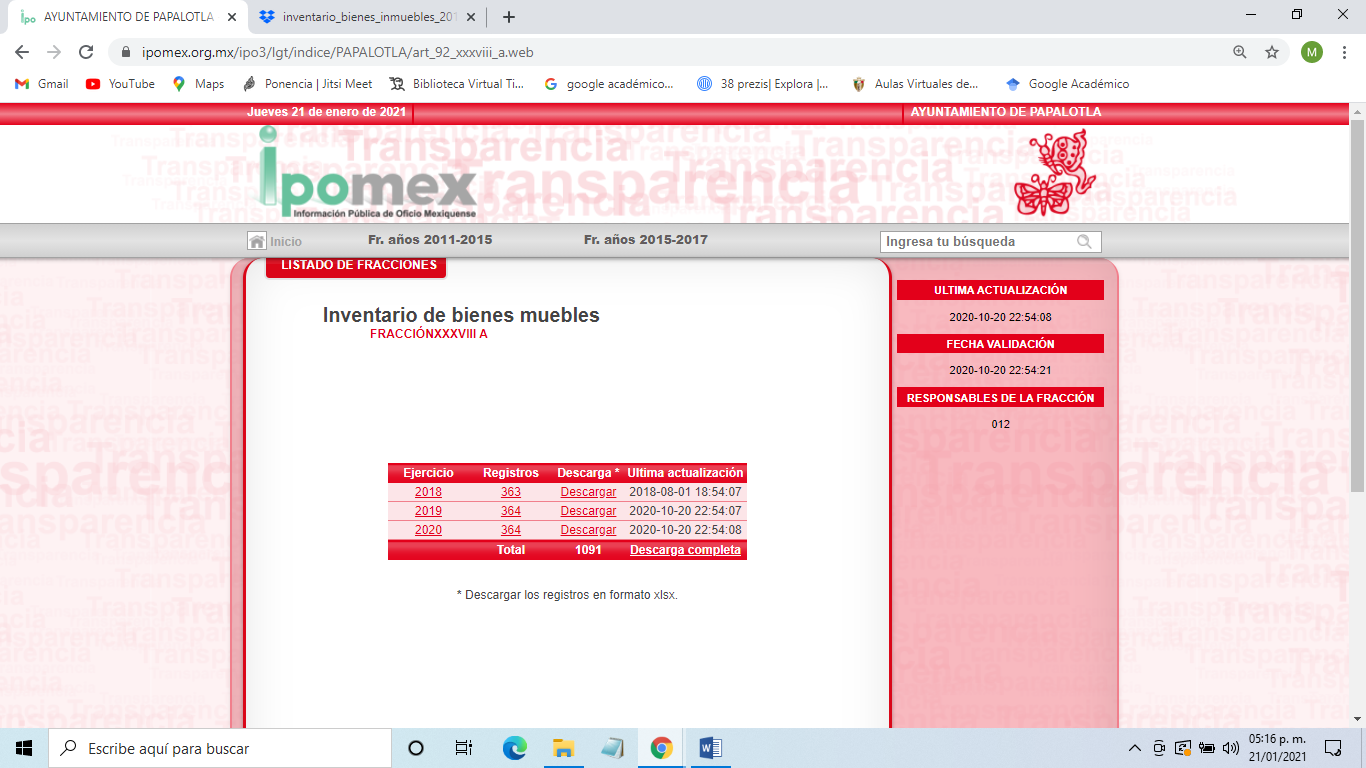 AYUNTAMIENTO DE PAPALOTLA
inventario_bienes_inmuebles_201
ipomex.org.mx/ipo3/lgt/indice/PAPALOTLA/art_92_xxxviii_a.web
M
Gmail
YouTube
Maps
Ponencia | Jitsi Meet
Biblioteca Virtual Ti...
google académico...
38 prezis| Explora |...
Aulas Virtuales de...
Google Académico
Jueves 21 de enero de 2021
AYUNTAMIENTO DE PAPALOTLA
Transparencia
ipomex
Información Pública de Oficio Mexiquense
Inicio
Fr. años 2011-2015
Fr. años 2015-2017
Ingresa tu búsqueda
LISTADO DE FRACCIONES
Inventario de bienes muebles
FRACCIÓNXXXVIII A
ULTIMA ACTUALIZACIÓN
2020-10-20 22:54:08
FECHA VALIDACIÓN
2020-10-20 22:54:21
RESPONSABLES DE LA FRACCIÓN
012
Ejercicio Registros Descarga * Ultima actualización
2018 363 Descargar 2018-08-01 18:54:07
2019 364 Descargar 2020-10-20 22:54:07
2020 364 Descargar 2020-10-20 22:54:08
Total 1091 Descarga completa
* Descargar los registros en formato xlsx.
Escribe aquí para buscar
05:16 p. m.
21/01/2021